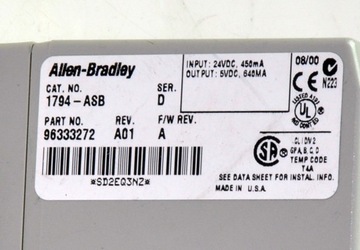 Allen-Bradley
CAT. NO. SER.
1794-ASB D
PART NO. REV. F/W REV.
96333272 A01 A
*SD2EQ3NZ*
INPUT: 24VDC, 450mA
OUTPUT: 5VDC, 640MA
08/00
N223
LISTED
UL
CL I DIV 2
GP A, B, C, D
TEMP CODE
T4A
SEE DATA SHEET FOR INSTAL. INFO.
MADE IN U.S.A.